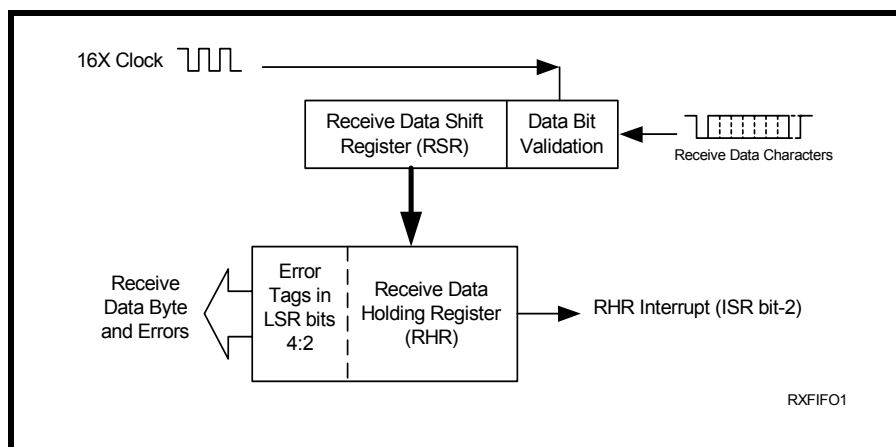 16X Clock
Receive Data Shift
Register (RSR)
Data Bit
Validation
Receive Data Characters
Receive
Data Byte
and Errors
Error
Tags in
LSR bits
4:2
Receive Data
Holding Register
(RHR)
RHR Interrupt (ISR bit-2)
RXFIFO1